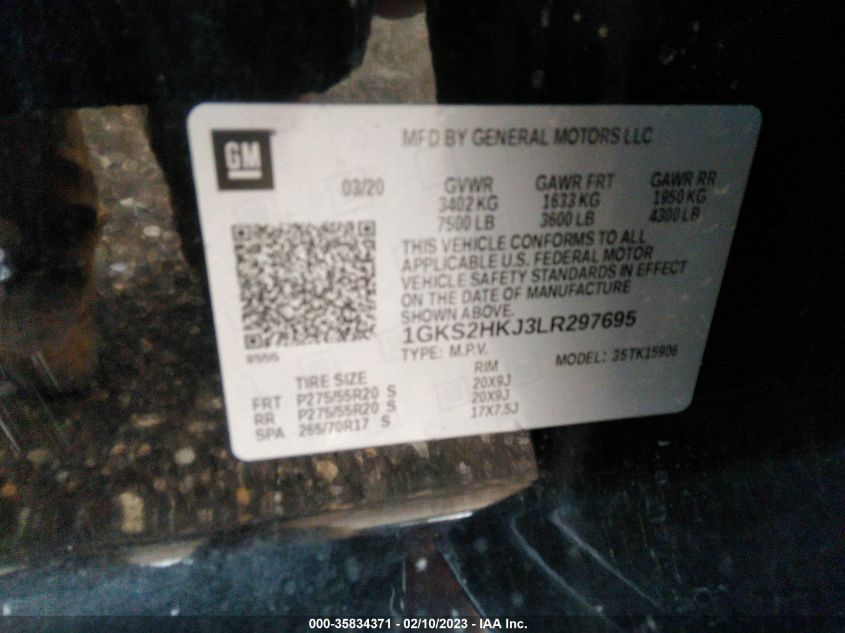 GM
MFD BY GENERAL MOTORS LLC
03/20
GVWR GAWR FRT GAWR RR
3402 KG 1633 KG 1950 KG
7500 LB 3600 LB 4300 LB
THIS VEHICLE CONFORMS TO ALL
APPLICABLE U.S. FEDERAL MOTOR
VEHICLE SAFETY STANDARDS IN EFFECT
ON THE DATE OF MANUFACTURE
SHOWN ABOVE.
1GKS2HKJ3LR297695
TYPE: M.P.V. MODEL: 35TK15906
TIRE SIZE RIM
FRT P275/55R20 S 20X9J
RR P275/55R20 S 20X9J
SPA 265/70R17 S 17X7.5J
000-35834371 - 02/10/2023 - IAA Inc.